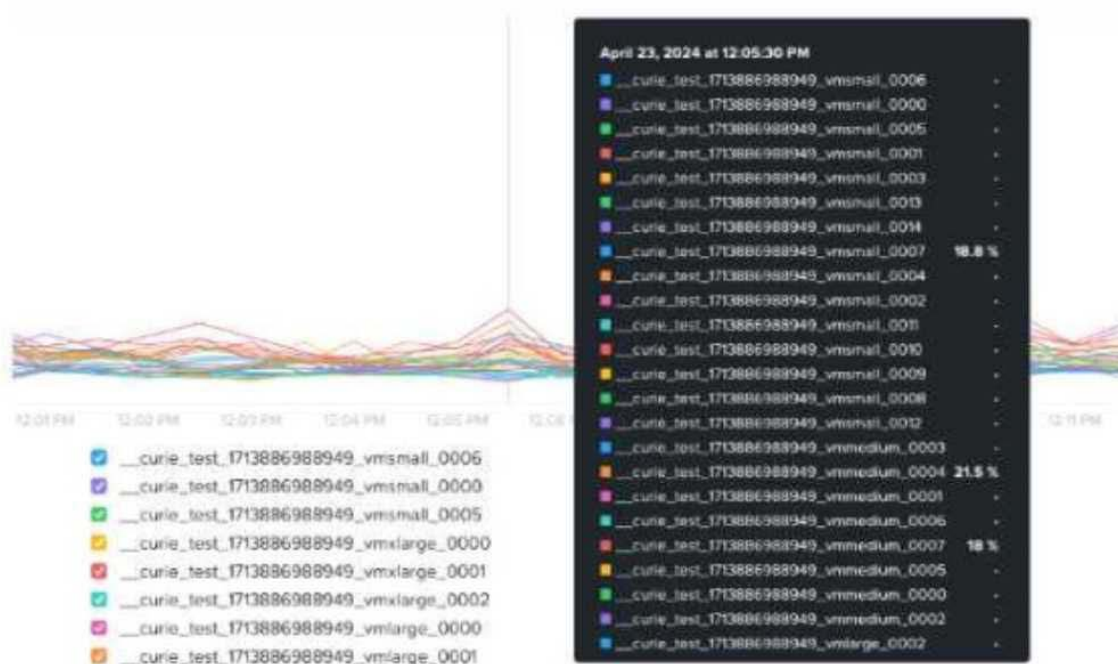 April 23, 2024 at 12:05:30 PM
__curie_test_1713886988949_vmsmall_0006 -
__curie_test_1713886988949_vmsmall_0000 -
__curie_test_1713886988949_vmsmall_0005 -
__curie_test_1713886988949_vmsmall_0001 -
__curie_test_1713886988949_vmsmall_0003 -
__curie_test_1713886988949_vmsmall_0013 -
__curie_test_1713886988949_vmsmall_0014 -
__curie_test_1713886988949_vmsmall_0007 18.8 %
__curie_test_1713886988949_vmsmall_0004 -
__curie_test_1713886988949_vmsmall_0002 -
__curie_test_1713886988949_vmsmall_0011 -
__curie_test_1713886988949_vmsmall_0010 -
__curie_test_1713886988949_vmsmall_0009 -
__curie_test_1713886988949_vmsmall_0008 -
__curie_test_1713886988949_vmsmall_0012 -
__curie_test_1713886988949_vmmedium_0003 -
__curie_test_1713886988949_vmmedium_0004 21.5 %
__curie_test_1713886988949_vmmedium_0001 -
__curie_test_1713886988949_vmmedium_0006 -
__curie_test_1713886988949_vmmedium_0007 18 %
__curie_test_1713886988949_vmmedium_0005 -
__curie_test_1713886988949_vmmedium_0000 -
__curie_test_1713886988949_vmmedium_0002 -
__curie_test_1713886988949_vmlarge_0002 -
12:01 PM 12:02 PM 12:03 PM 12:04 PM 12:05 PM 12:06 12:11 PM
__curie_test_1713886988949_vmsmall_0006
__curie_test_1713886988949_vmsmall_0000
__curie_test_1713886988949_vmsmall_0005
__curie_test_1713886988949_vmxlarge_0000
__curie_test_1713886988949_vmxlarge_0001
__curie_test_1713886988949_vmxlarge_0002
__curie_test_1713886988949_vmlarge_0000
__curie_test_1713886988949_vmlarge_0001